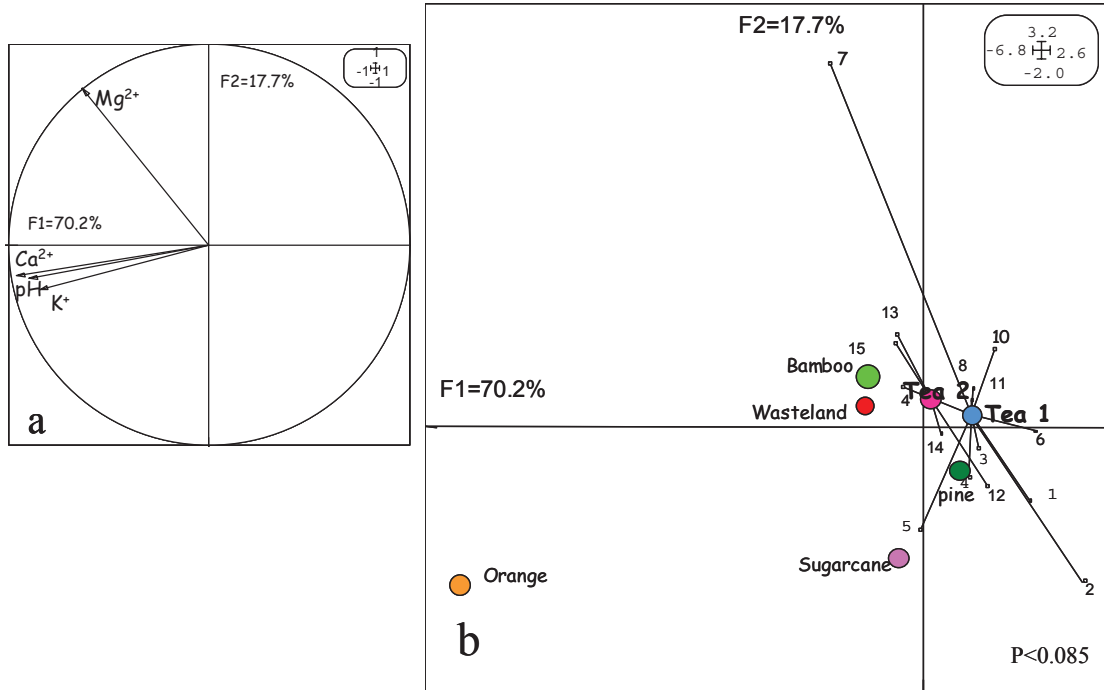 1
-1 1
-1
F2=17.7%
Mg2+
F1=70.2%
Ca2+
pH
K+
a
F2=17.7%
3.2
-6.8 2.6
-2.0
7
13
10
15
8
Bamboo
F1=70.2%
4
Tea 2
11
Wasteland
Tea 1
14
6
3
4
pine
12
1
5
Sugarcane
Orange
2
b
P<0.085